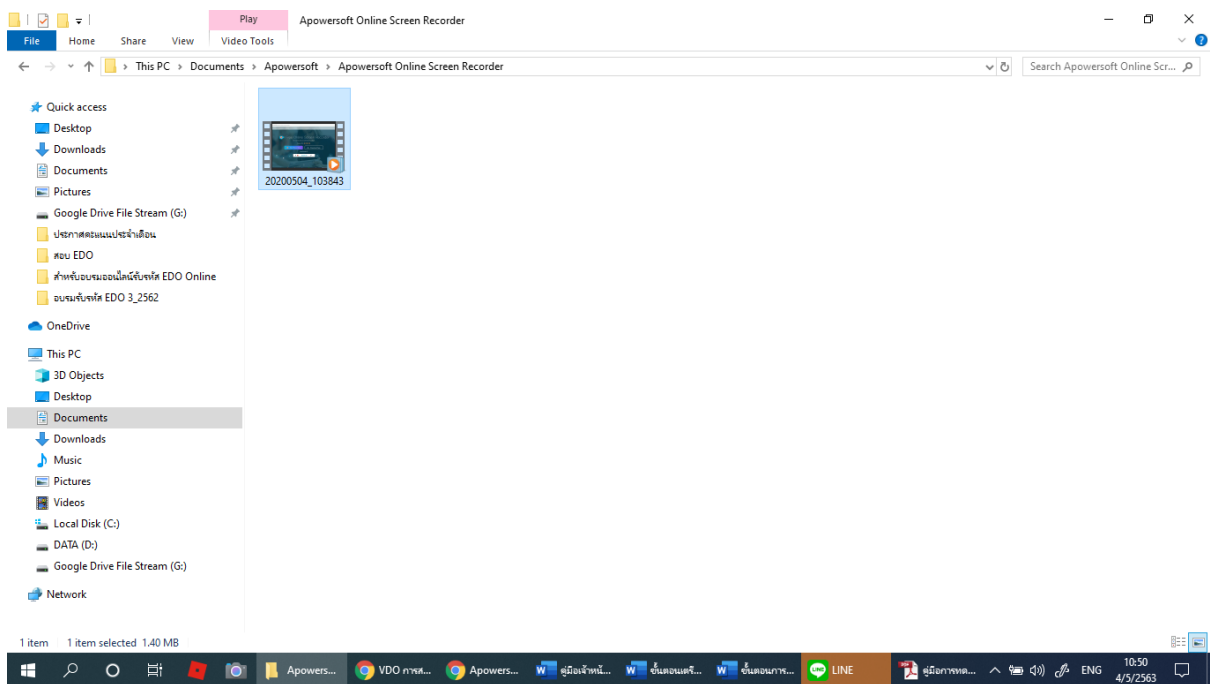 Play
Apowersoft Online Screen Recorder
File Home Share View Video Tools
This PC > Documents > Apowersoft > Apowersoft Online Screen Recorder
Search Apowersoft Online Scr...
Quick access
Desktop
Downloads
Documents
Pictures
Google Drive File Stream (G:)
ประกาศคะแนนประจำเดือน
สอบ EDO
สำหรับอบรมออนไลน์รับรหัส EDO Online
อบรมรับรหัส EDO 3_2562
OneDrive
This PC
3D Objects
Desktop
Documents
Downloads
Music
Pictures
Videos
Local Disk (C:)
DATA (D:)
Google Drive File Stream (G:)
Network
20200504_103843
1 item 1 item selected 1.40 MB
Apowers... VDO การส... Apowers... คู่มือเจ้าหน้... ขั้นตอนเตรี... ขั้นตอนการ... LINE คู่มือการทด... ENG
10:50
4/5/2563